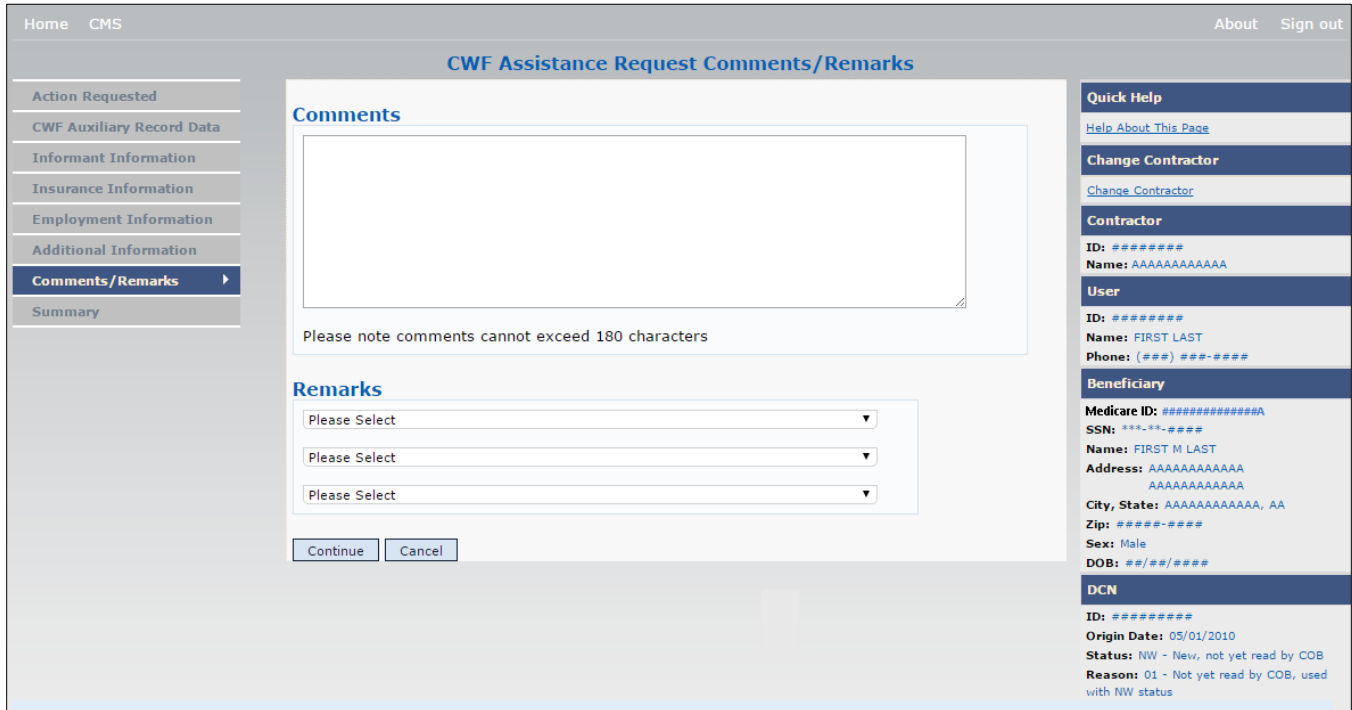 Home CMS
About Sign out
CWF Assistance Request Comments/Remarks
Action Requested
CWF Auxiliary Record Data
Informant Information
Insurance Information
Employment Information
Additional Information
Comments/Remarks
Summary
Comments
Please note comments cannot exceed 180 characters
Remarks
Please Select
Please Select
Please Select
Continue Cancel
Quick Help
Help About This Page
Change Contractor
Change Contractor
Contractor
ID: ########
Name: AAAAAAAAAAAA
User
ID: ########
Name: FIRST LAST
Phone: (###) ###-####
Beneficiary
Medicare ID: ##############A
SSN: ***-**-####
Name: FIRST M LAST
Address: AAAAAAAAAAAA
AAAAAAAAAAAA
City, State: AAAAAAAAAAAA, AA
Zip: #####-####
Sex: Male
DOB: ##/##/####
DCN
ID: #########
Origin Date: 05/01/2010
Status: NW - New, not yet read by COB
Reason: 01 - Not yet read by COB, used
with NW status